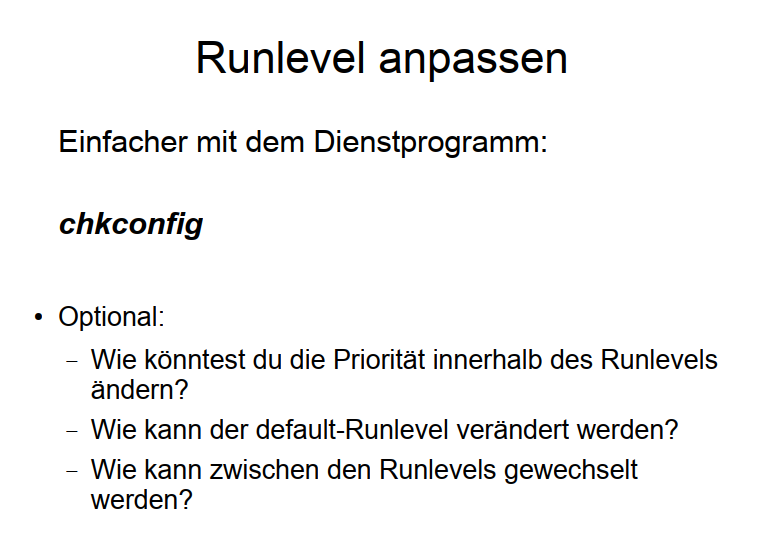 Runlevel anpassen
Einfacher mit dem Dienstprogramm:
chkconfig
• Optional:
– Wie könntest du die Priorität innerhalb des Runlevels
ändern?
– Wie kann der default-Runlevel verändert werden?
– Wie kann zwischen den Runlevels gewechselt
werden?